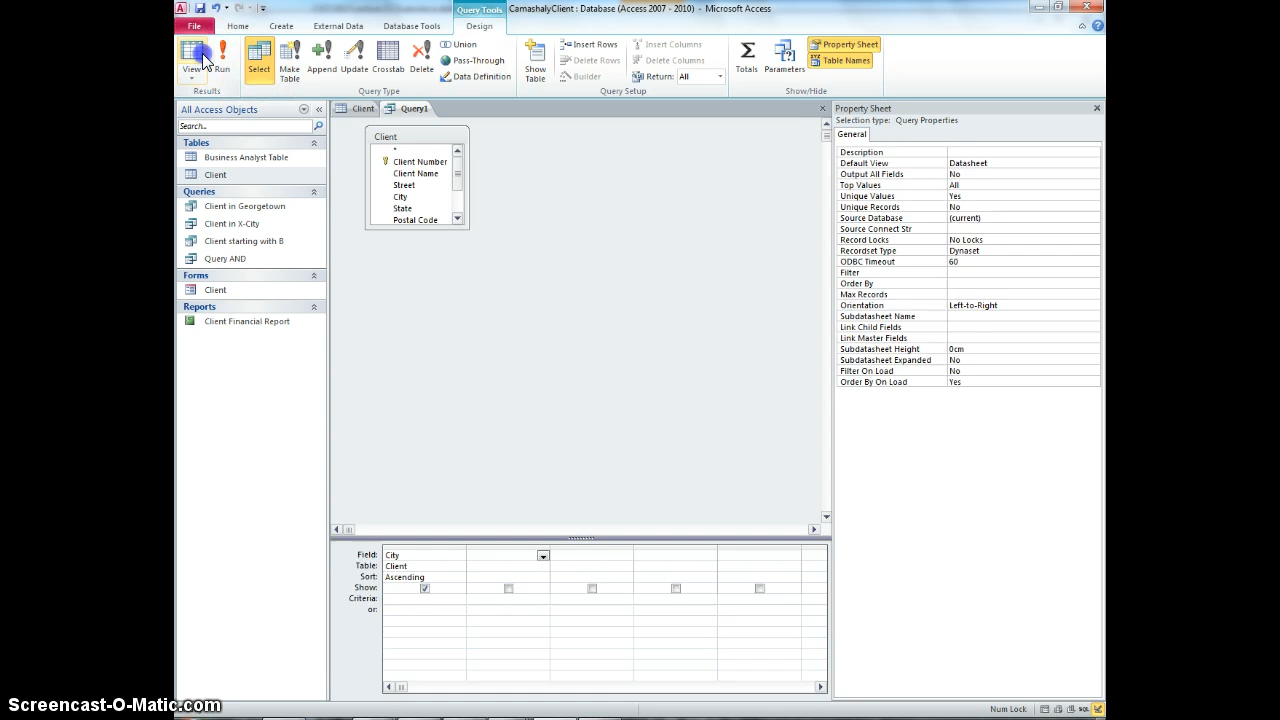 Query Tools
CamashalyClient : Database (Access 2007 - 2010) - Microsoft Access
File Home Create External Data Database Tools Design
View Run Select Make Table Append Update Crosstab Delete
Union
Pass-Through
Data Definition
Show Table
Insert Rows
Delete Rows
Builder
Insert Columns
Delete Columns
Return: All
Totals Parameters
Property Sheet
Table Names
Results Query Type Query Setup Show/Hide
All Access Objects
Search...
Tables
Business Analyst Table
Client
Queries
Client in Georgetown
Client in X-City
Client starting with B
Query AND
Forms
Client
Reports
Client Financial Report
Client Query1
Client
*
Client Number
Client Name
Street
City
State
Postal Code
Field: City
Table: Client
Sort: Ascending
Show:
Criteria:
or:
Property Sheet
Selection type: Query Properties
General
Description
Default View Datasheet
Output All Fields No
Top Values All
Unique Values Yes
Unique Records No
Source Database (current)
Source Connect Str
Record Locks No Locks
Recordset Type Dynaset
ODBC Timeout 60
Filter
Order By
Max Records
Orientation Left-to-Right
Subdatasheet Name
Link Child Fields
Link Master Fields
Subdatasheet Height 0cm
Subdatasheet Expanded No
Filter On Load No
Order By On Load Yes
Num Lock
SQL
Screencast-O-Matic.com